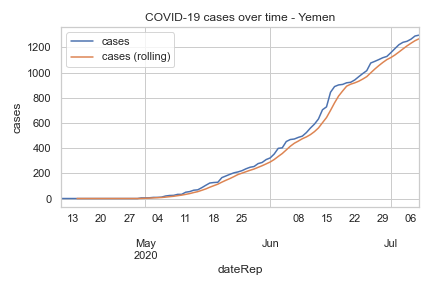 COVID-19 cases over time - Yemen
cases
cases (rolling)
1200
1000
800
600
400
200
0
cases
13 20 27 04 11 18 25 08 15 22 29 06
May Jun Jul
2020
dateRep